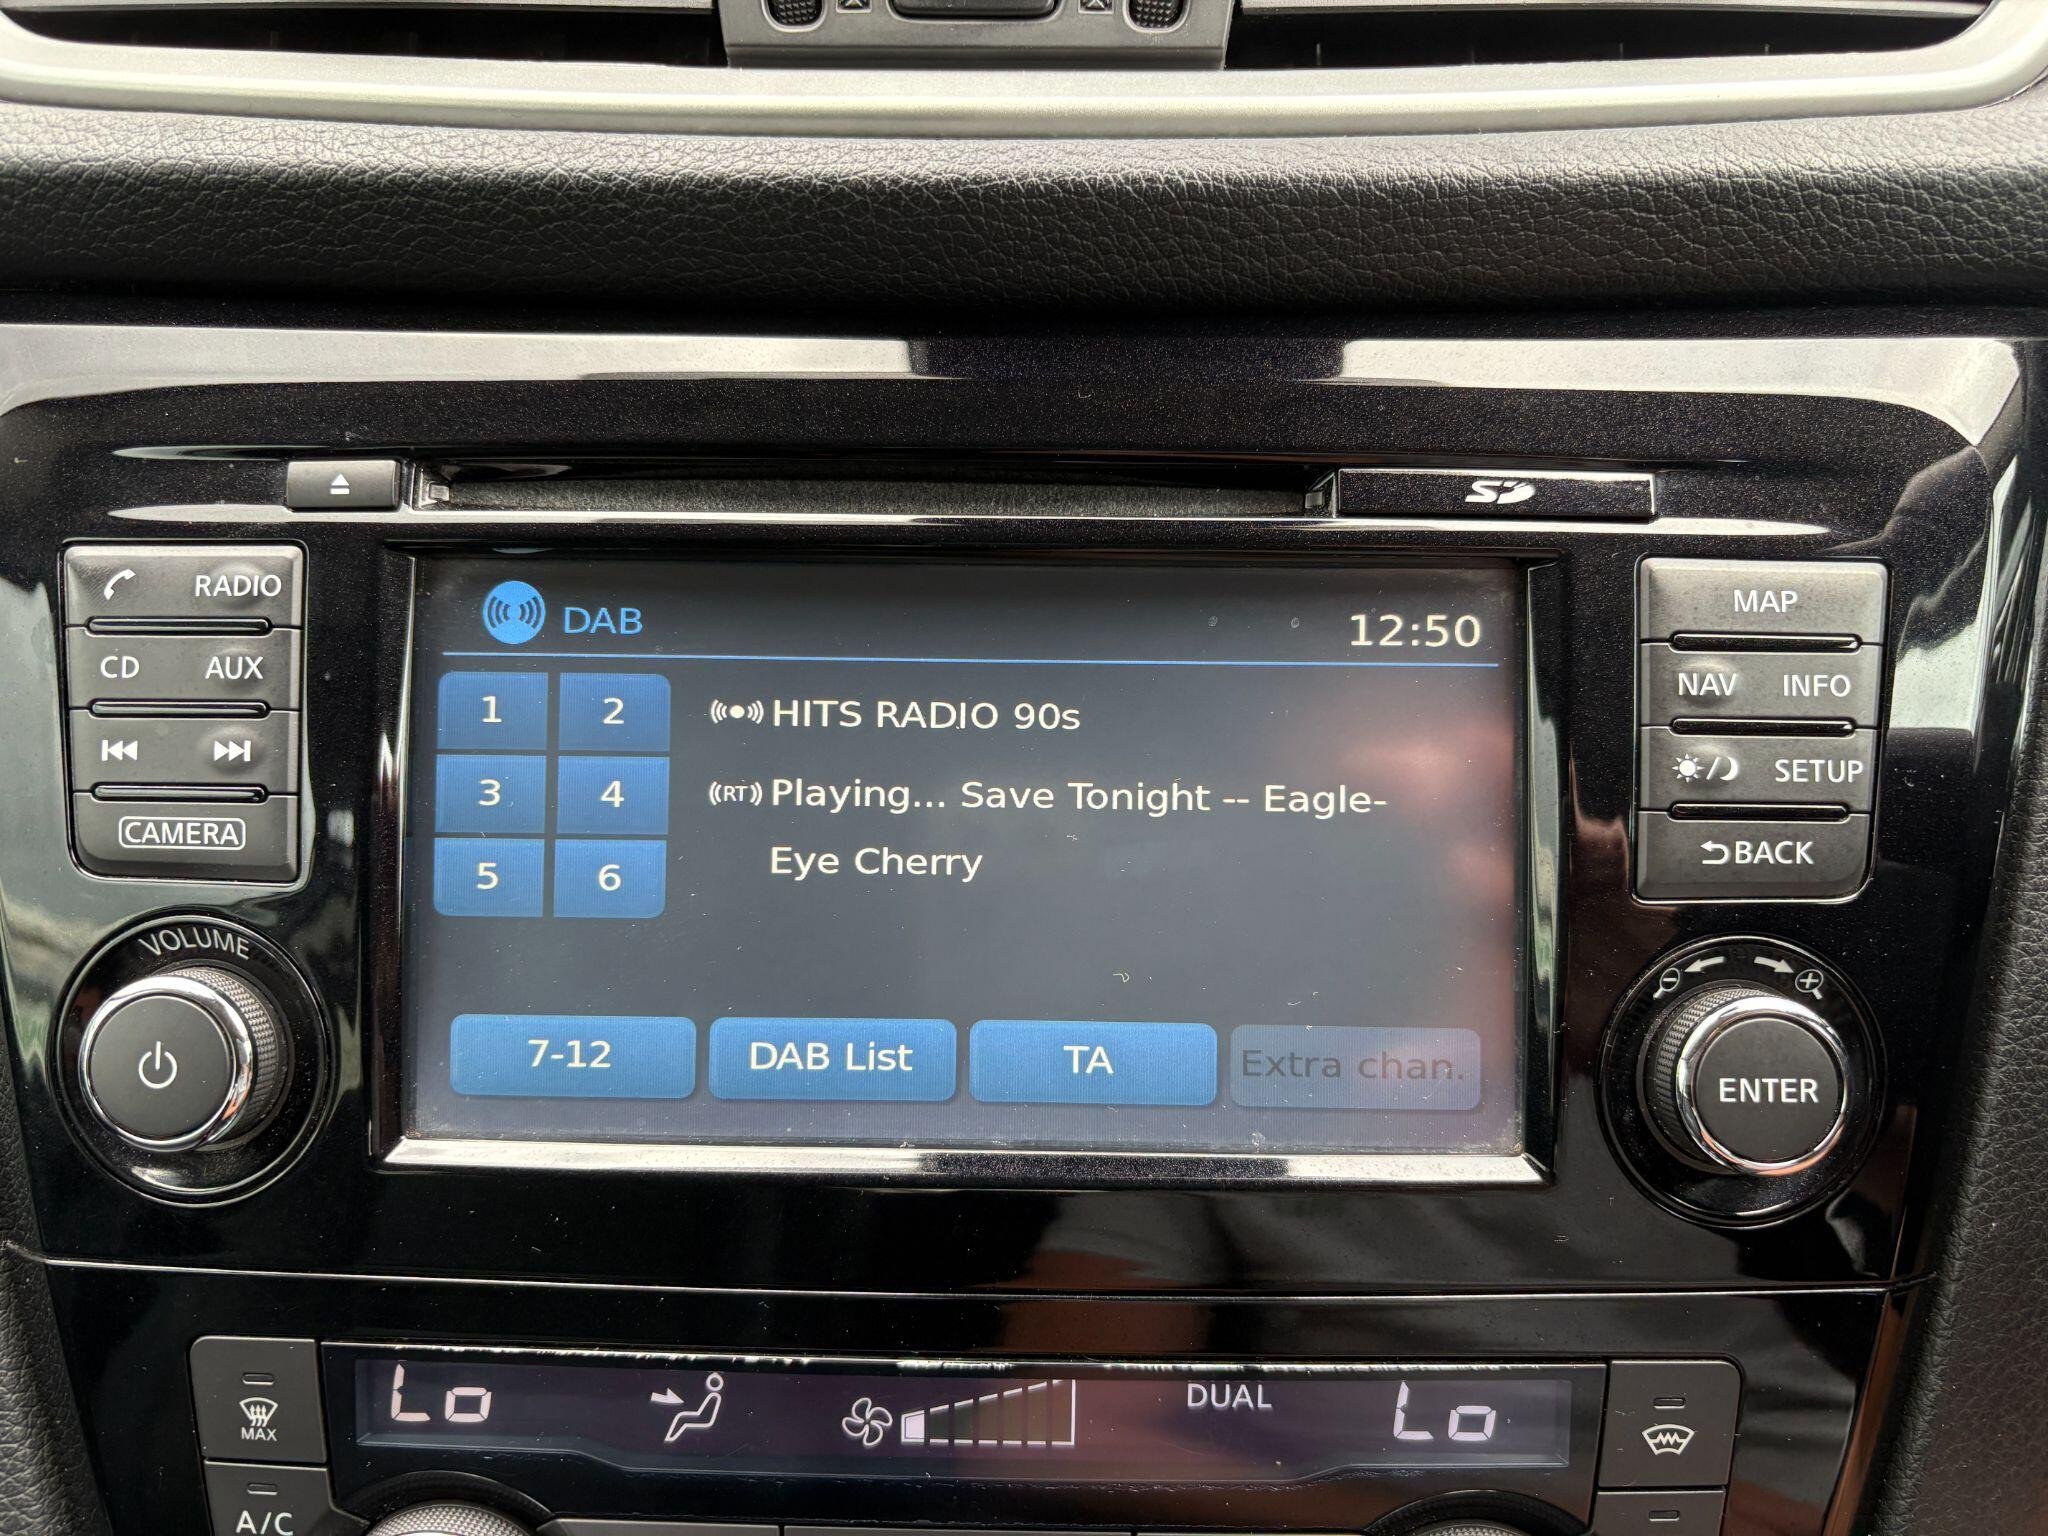 SD
RADIO
CD AUX
CAMERA
VOLUME
DAB
12:50
1 2
3 4
5 6
HITS RADIO 90s
RT Playing... Save Tonight -- Eagle-
Eye Cherry
7-12 DAB List TA Extra chan.
MAP
NAV INFO
SETUP
BACK
ENTER
MAX
Lo DUAL Lo
A/C